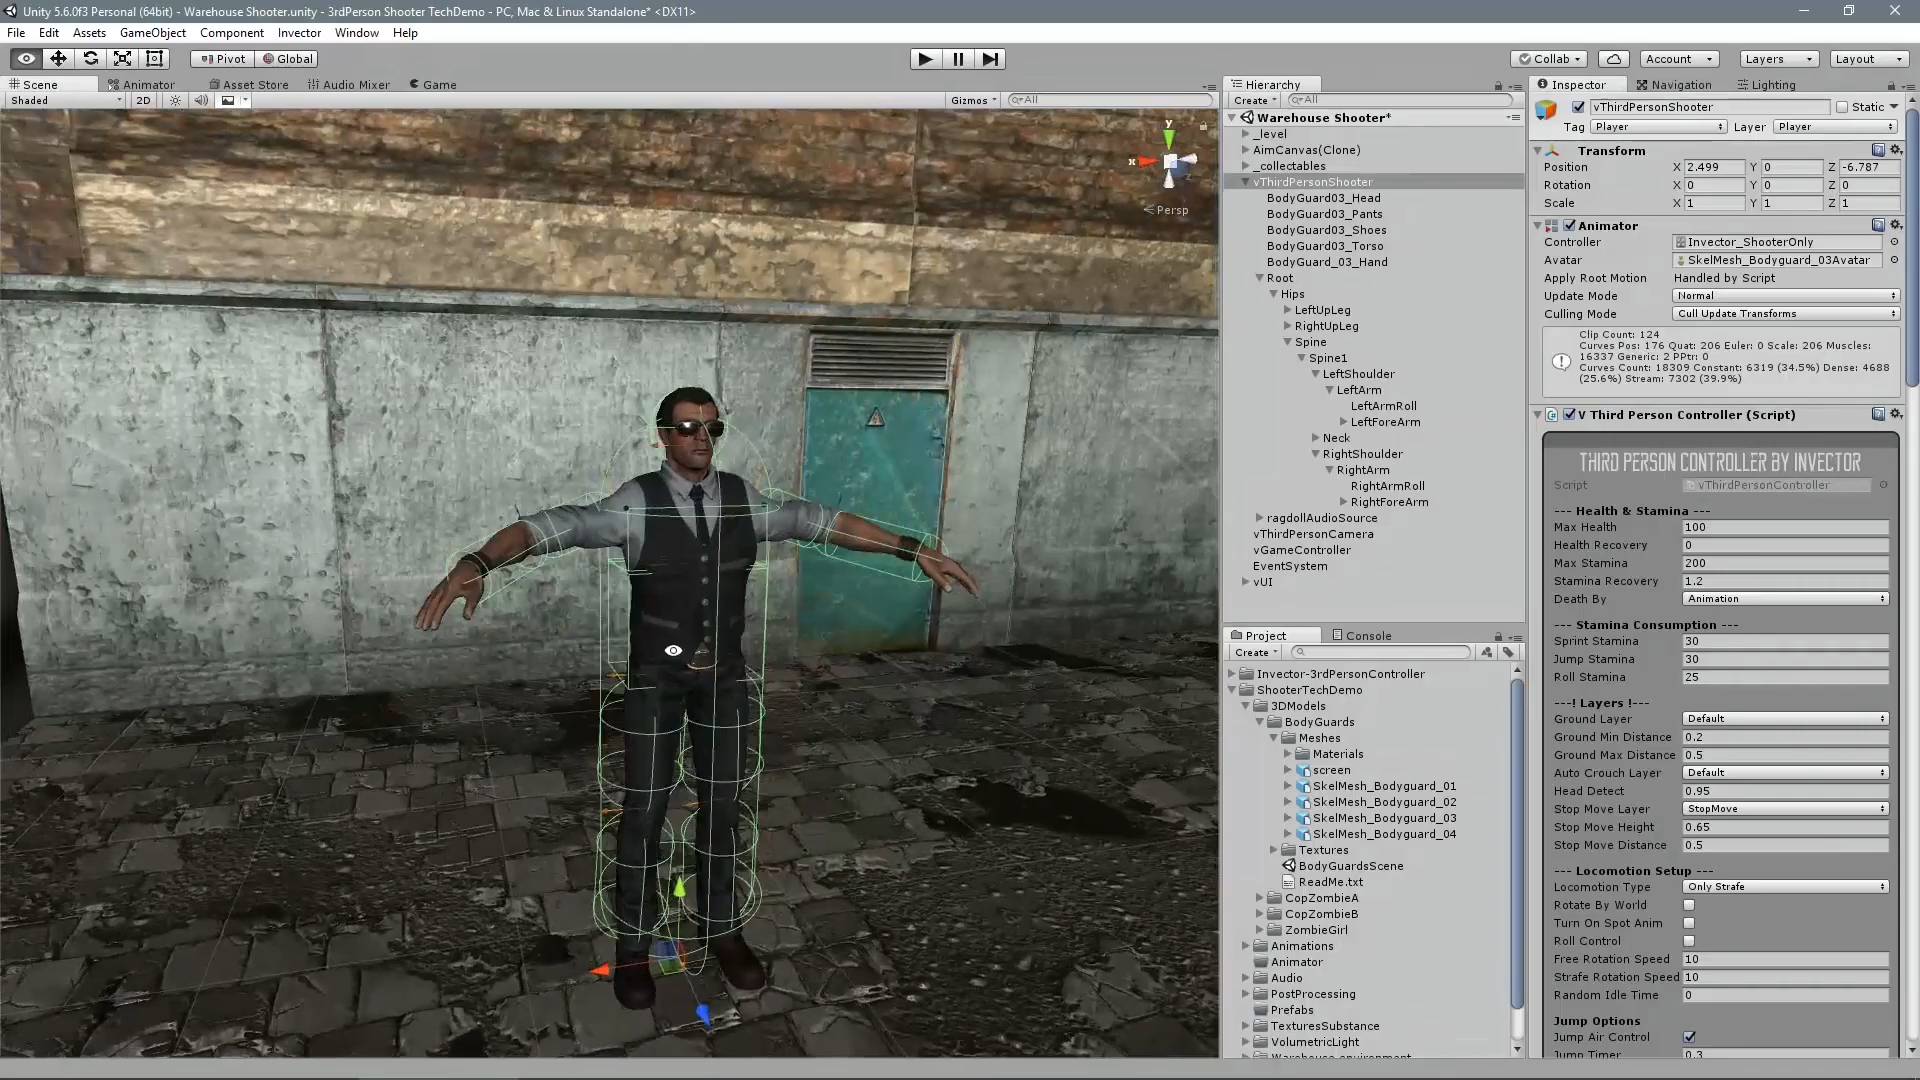 Unity 5.6.0f3 Personal (64bit) - Warehouse Shooter.unity - 3rdPerson Shooter TechDemo - PC, Mac & Linux Standalone* <DX11>
File Edit Assets GameObject Component Invector Window Help
Pivot Global Collab Account Layers Layout
Scene Animator Asset Store Audio Mixer Game
Shaded 2D Gizmos All
y
x
Persp
Hierarchy
Create All
Warehouse Shooter*
_level
AimCanvas(Clone)
_collectables
vThirdPersonShooter
BodyGuard03_Head
BodyGuard03_Pants
BodyGuard03_Shoes
BodyGuard03_Torso
BodyGuard_03_Hand
Root
Hips
LeftUpLeg
RightUpLeg
Spine
Spine1
LeftShoulder
LeftArm
LeftArmRoll
LeftForeArm
Neck
RightShoulder
RightArm
RightArmRoll
RightForeArm
ragdollAudioSource
vThirdPersonCamera
vGameController
EventSystem
vUI
Project Console
Create
Invector-3rdPersonController
ShooterTechDemo
3DModels
BodyGuards
Meshes
Materials
screen
SkelMesh_Bodyguard_01
SkelMesh_Bodyguard_02
SkelMesh_Bodyguard_03
SkelMesh_Bodyguard_04
Textures
BodyGuardsScene
ReadMe.txt
CopZombieA
CopZombieB
ZombieGirl
Animations
Animator
Audio
PostProcessing
Prefabs
TexturesSubstance
VolumetricLight
Warehouse environment
Inspector Navigation Lighting
vThirdPersonShooter Static
Tag Player Layer Player
Transform
Position X 2.499 Y 0 Z -6.787
Rotation X 0 Y 0 Z 0
Scale X 1 Y 1 Z 1
Animator
Controller Invector_ShooterOnly
Avatar SkelMesh_Bodyguard_03Avatar
Apply Root Motion Handled by Script
Update Mode Normal
Culling Mode Cull Update Transforms
Clip Count: 124
Curves Pos: 176 Quat: 206 Euler: 0 Scale: 206 Muscles:
16337 Generic: 2 PPtr: 0
Curves Count: 18309 Constant: 6319 (34.5%) Dense: 4688
(25.6%) Stream: 7302 (39.9%)
V Third Person Controller (Script)
THIRD PERSON CONTROLLER BY INVECTOR
Script vThirdPersonController
--- Health & Stamina ---
Max Health 100
Health Recovery 0
Max Stamina 200
Stamina Recovery 1.2
Death By Animation
--- Stamina Consumption ---
Sprint Stamina 30
Jump Stamina 30
Roll Stamina 25
---! Layers !---
Ground Layer Default
Ground Min Distance 0.2
Ground Max Distance 0.5
Auto Crouch Layer Default
Head Detect 0.95
Stop Move Layer StopMove
Stop Move Height 0.65
Stop Move Distance 0.5
--- Locomotion Setup ---
Locomotion Type Only Strafe
Rotate By World
Turn On Spot Anim
Roll Control
Free Rotation Speed 10
Strafe Rotation Speed 10
Random Idle Time 0
Jump Options
Jump Air Control
Jump Timer 0.3